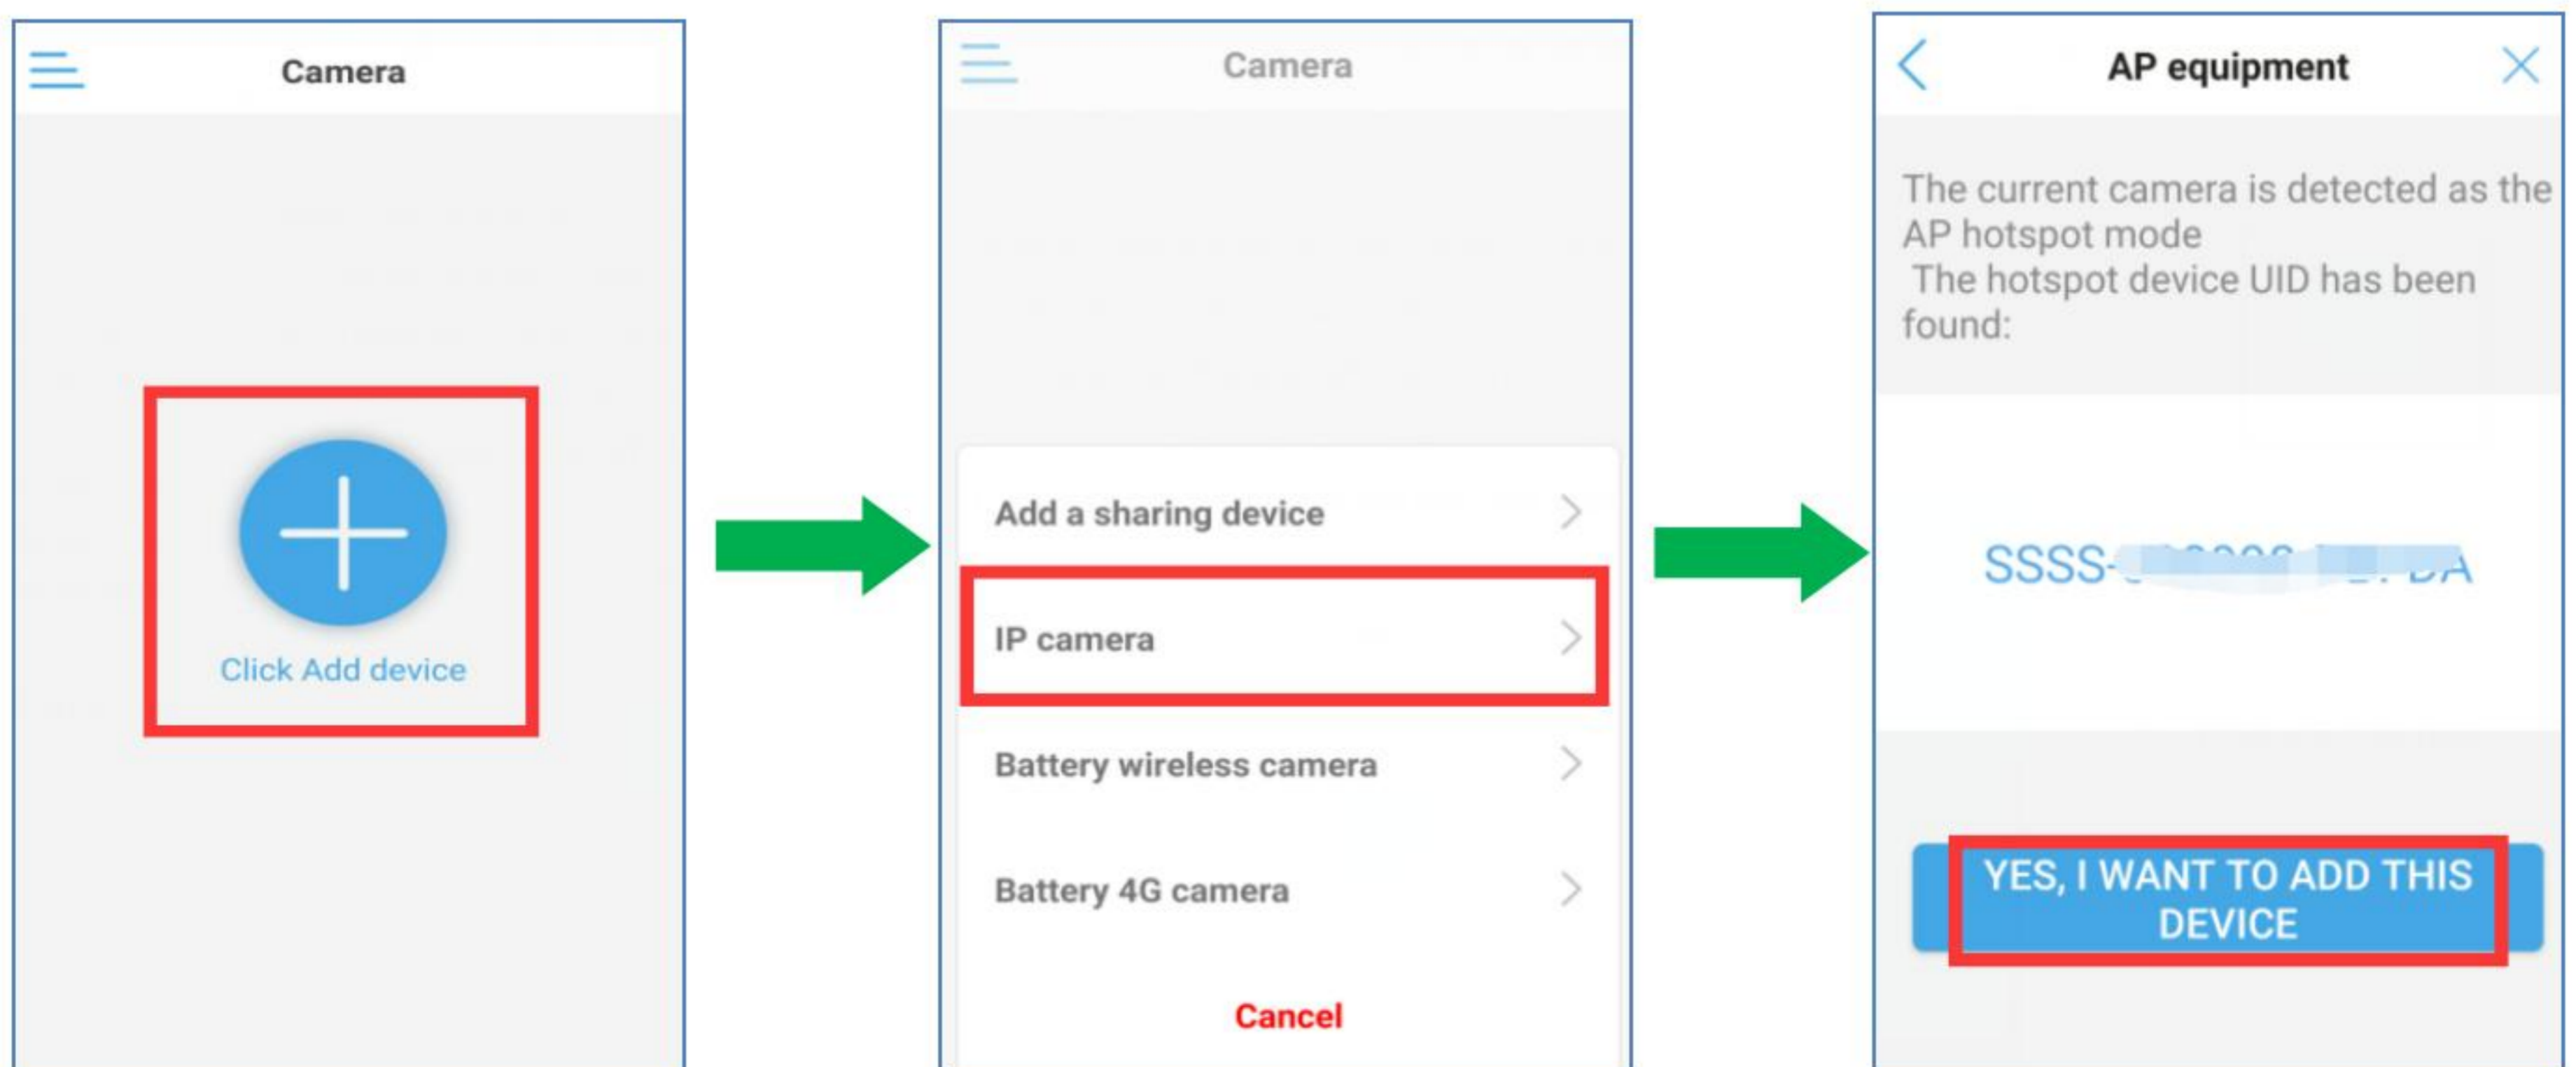 Camera
Click Add device
Camera
Add a sharing device
IP camera
Battery wireless camera
Battery 4G camera
Cancel
AP equipment
The current camera is detected as the
AP hotspot mode
The hotspot device UID has been
found:
SSSS-
YES, I WANT TO ADD THIS
DEVICE